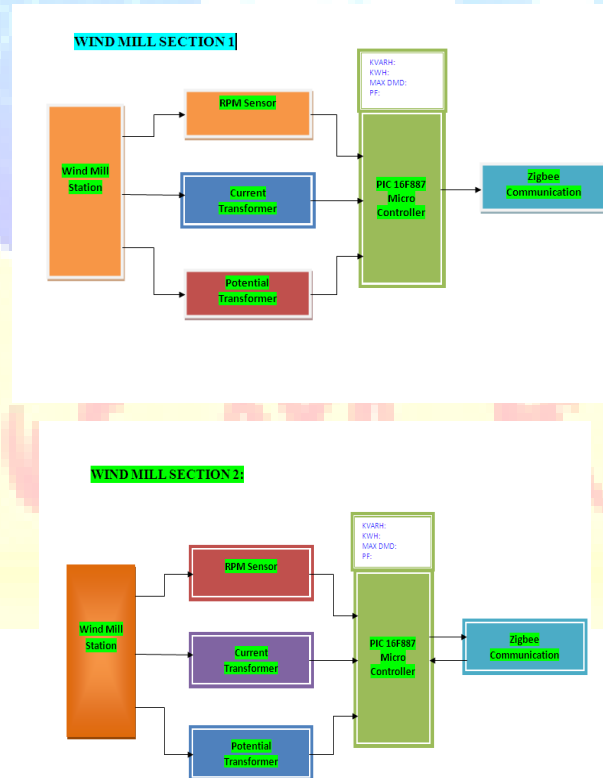 WIND MILL SECTION 1
KVARH:
KWH:
MAX DMD:
PF:
RPM Sensor
Wind Mill
Station
Current
Transformer
PIC 16F887
Micro
Controller
Zigbee
Communication
Potential
Transformer
WIND MILL SECTION 2:
KVARH:
KWH:
MAX DMD:
PF:
RPM Sensor
Wind Mill
Station
Current
Transformer
PIC 16F887
Micro
Controller
Zigbee
Communication
Potential
Transformer